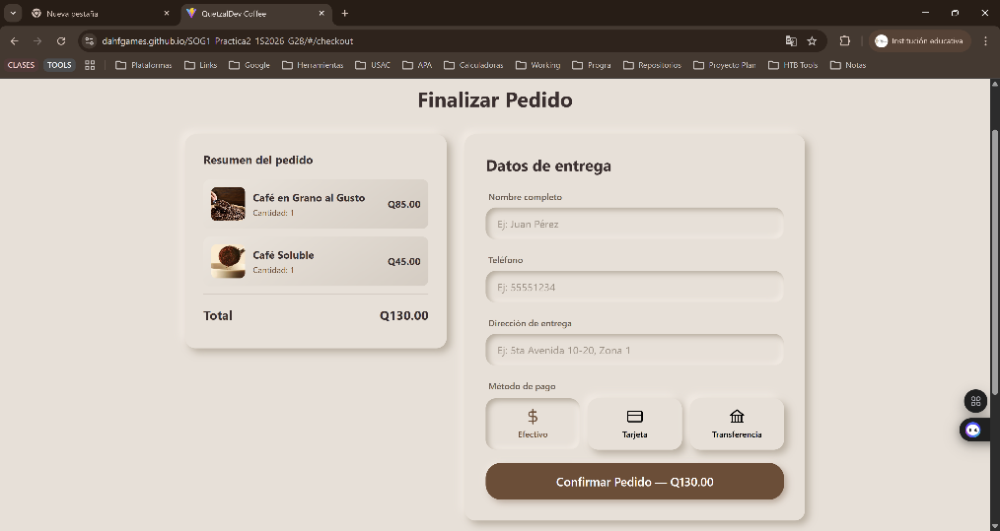 Nueva pestaña
QuetzalDev Coffee
dahfgames.github.io/SOG1_Practica2_1S2026_G28/#/checkout
Institución educativa
CLASES
TOOLS
Plataformas
Links
Google
Herramientas
USAC
APA
Calculadoras
Working
Progra
Repositorios
Proyecto Plan
HTB Tools
Notas
Finalizar Pedido
Resumen del pedido
Café en Grano al Gusto
Cantidad: 1
Q85.00
Café Soluble
Cantidad: 1
Q45.00
Total
Q130.00
Datos de entrega
Nombre completo
Ej: Juan Pérez
Teléfono
Ej: 55551234
Dirección de entrega
Ej: 5ta Avenida 10-20, Zona 1
Método de pago
Efectivo
Tarjeta
Transferencia
Confirmar Pedido — Q130.00